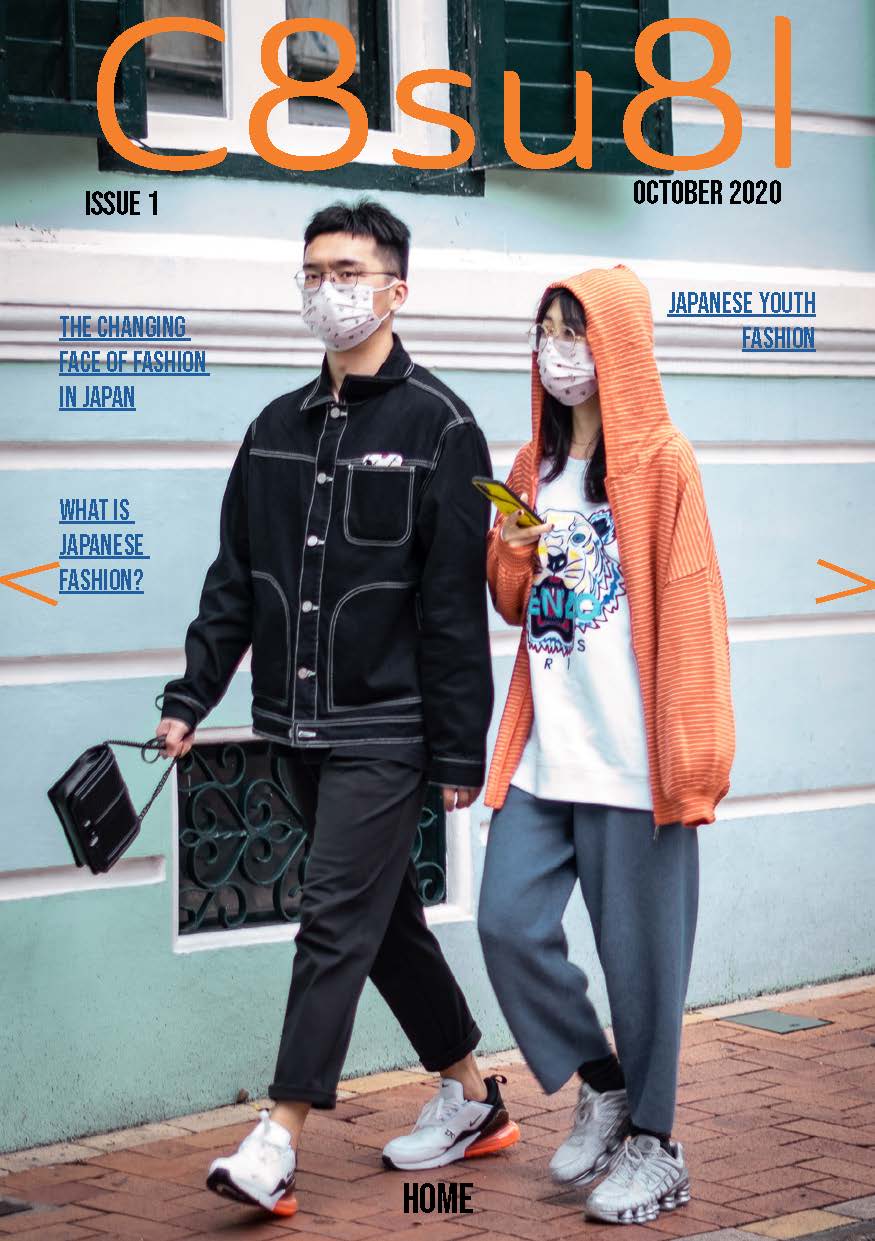 C8su8l
ISSUE 1
OCTOBER 2020
THE CHANGING
FACE OF FASHION
IN JAPAN
JAPANESE YOUTH
FASHION
WHAT IS
JAPANESE
FASHION?
<
>
KENZO
S
R I
HOME